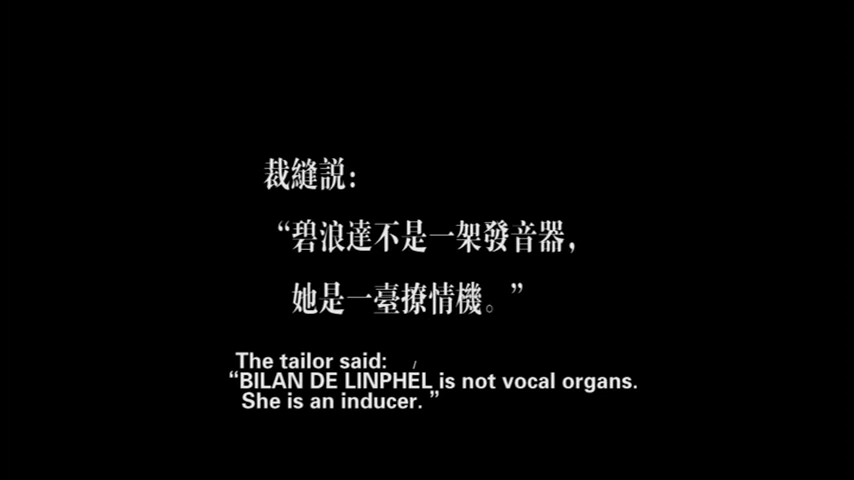 裁縫説：
“碧浪達不是一架發音器，
她是一臺撩情機。”
The tailor said:
“BILAN DE LINPHEL is not vocal organs.
She is an inducer. ”